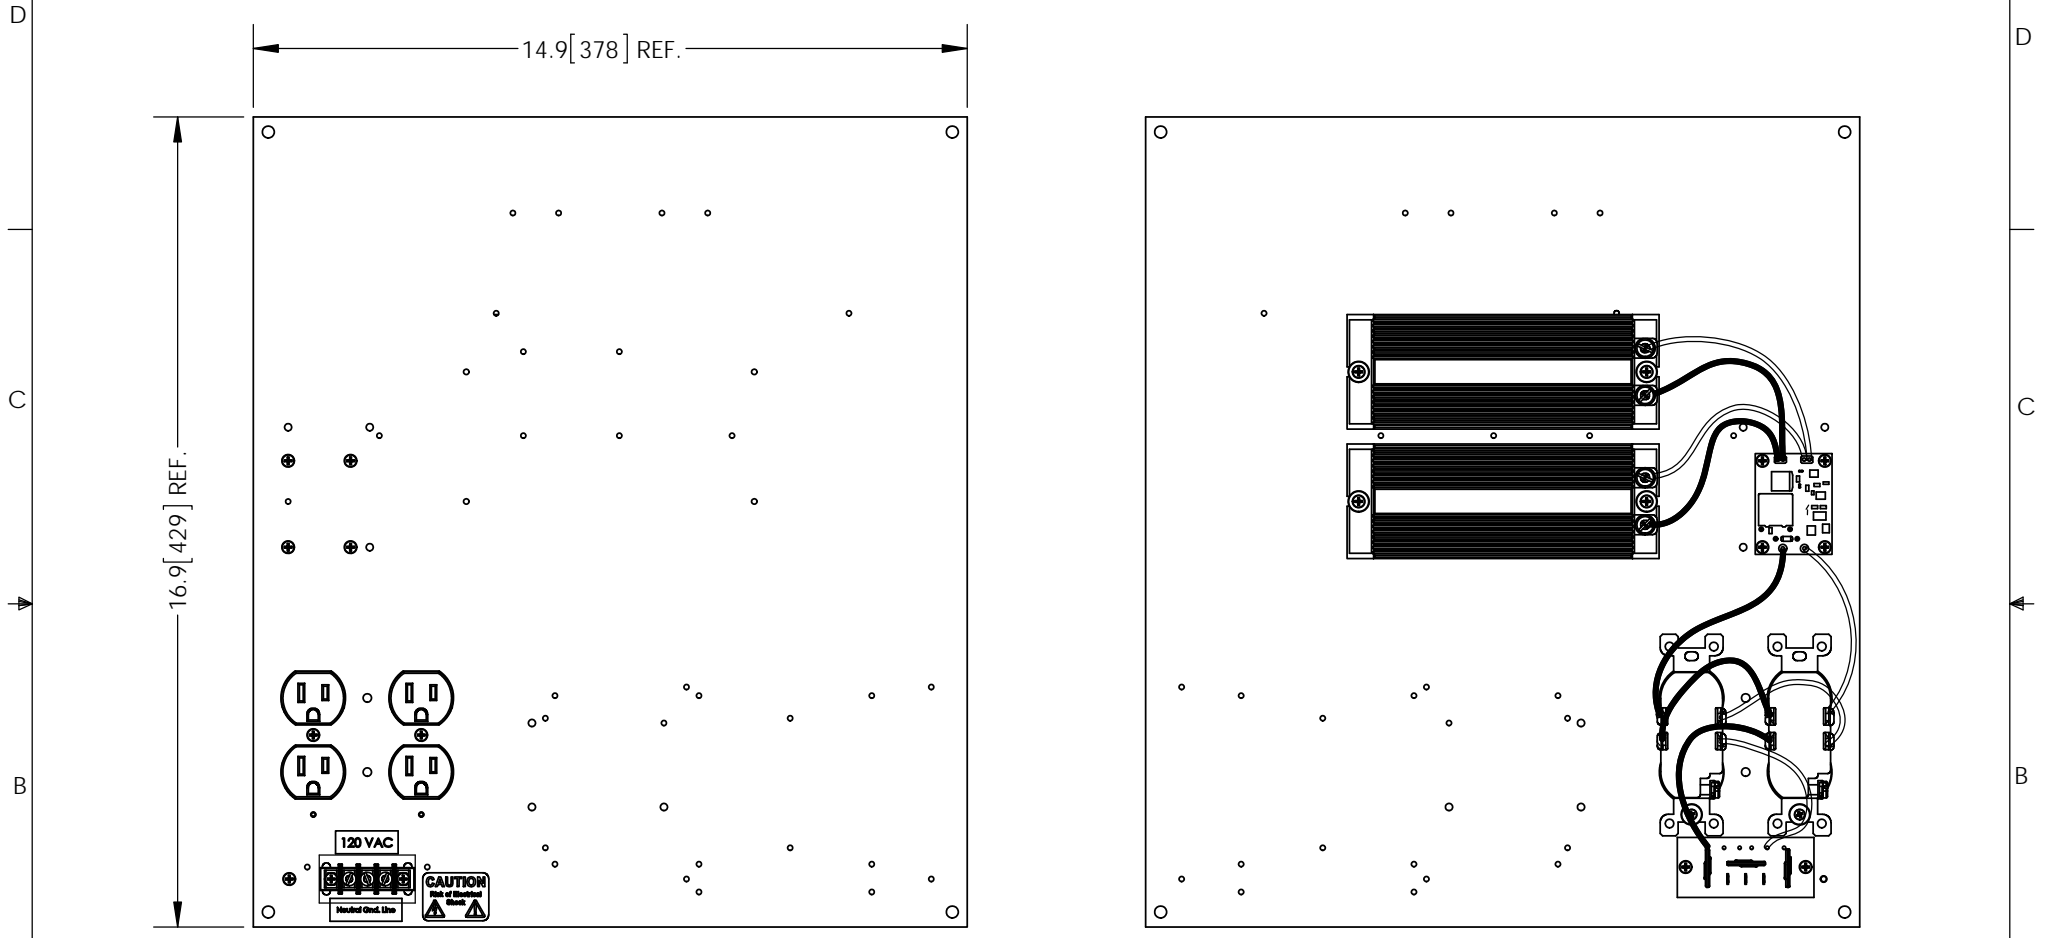 D
D
14.9[378] REF.
C
C
16.9[429] REF.
B
B
120 VAC
CAUTION
Risk of Electrical
Shock
Neutral Gnd. Line